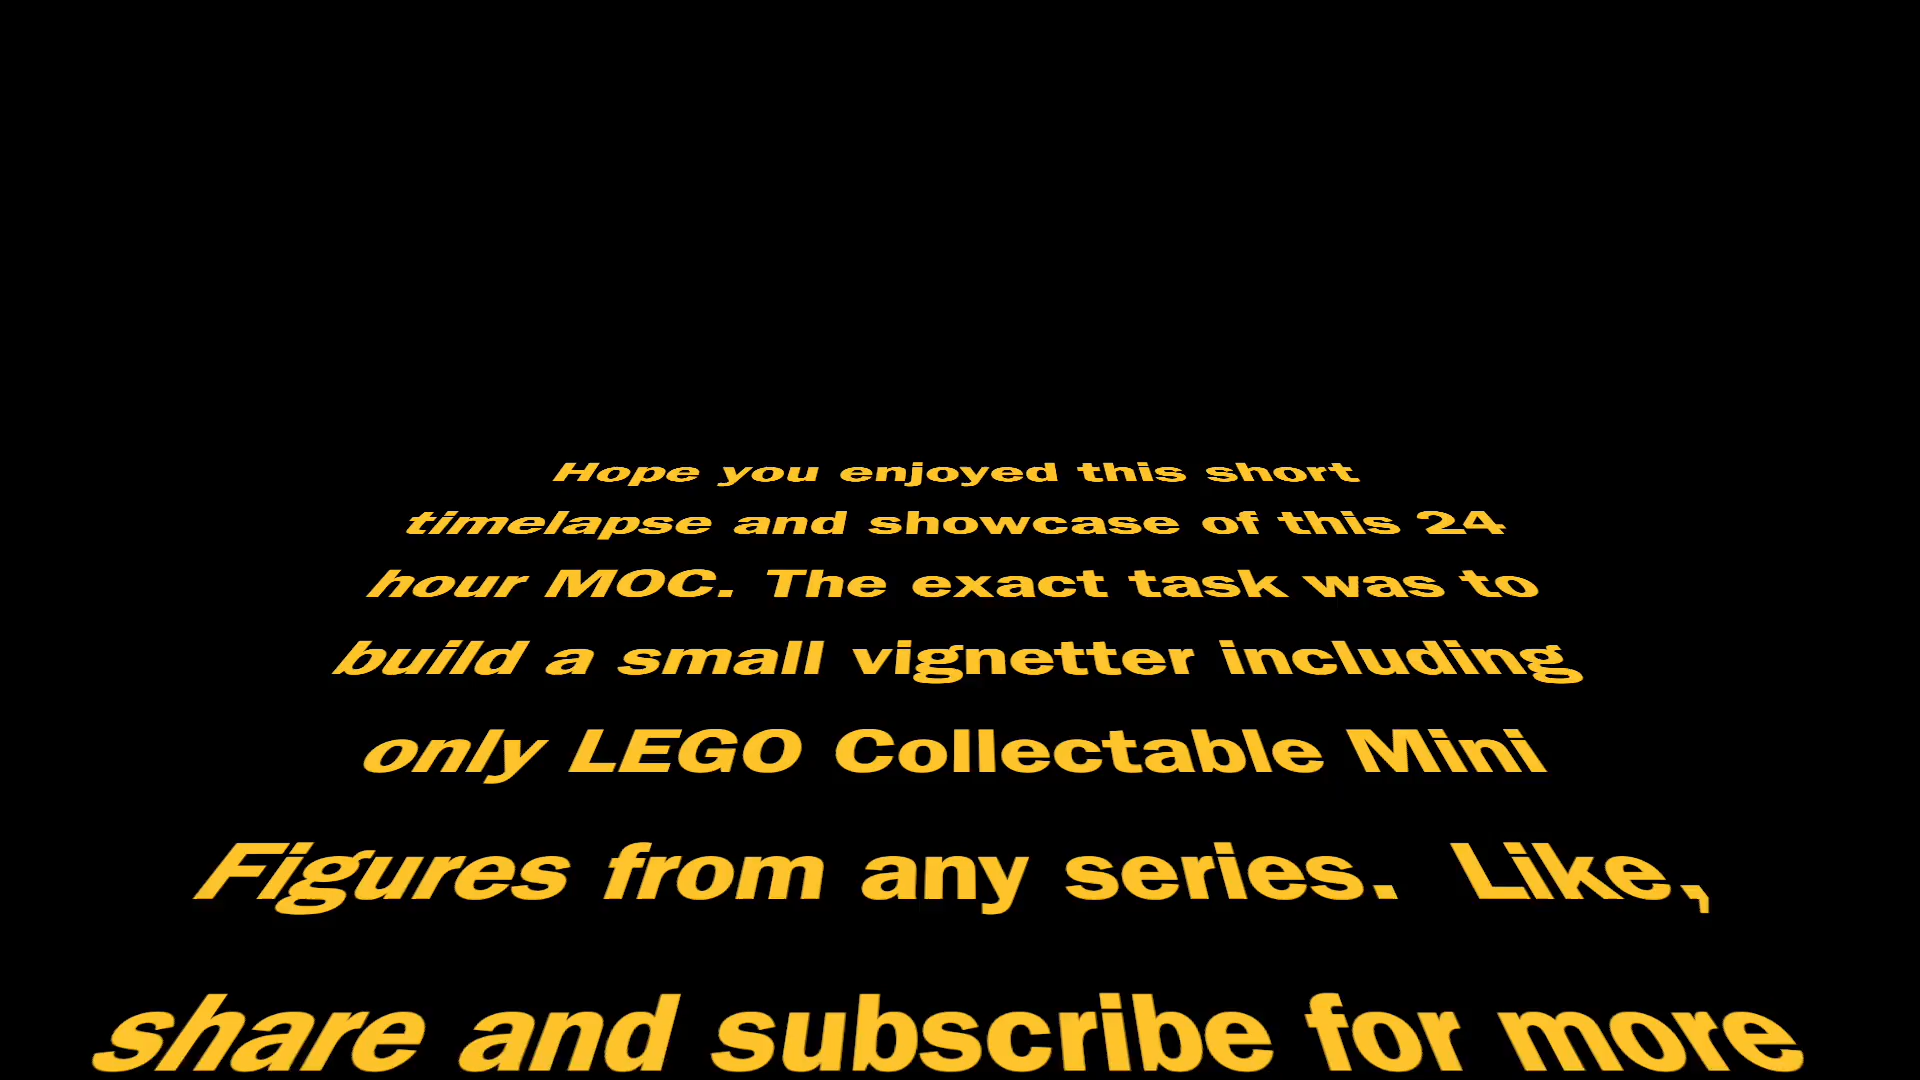 Hope you enjoyed this short
timelapse and showcase of this 24
hour MOC. The exact task was to
build a small vignetter including
only LEGO Collectable Mini
Figures from any series.  Like,
share and subscribe for more